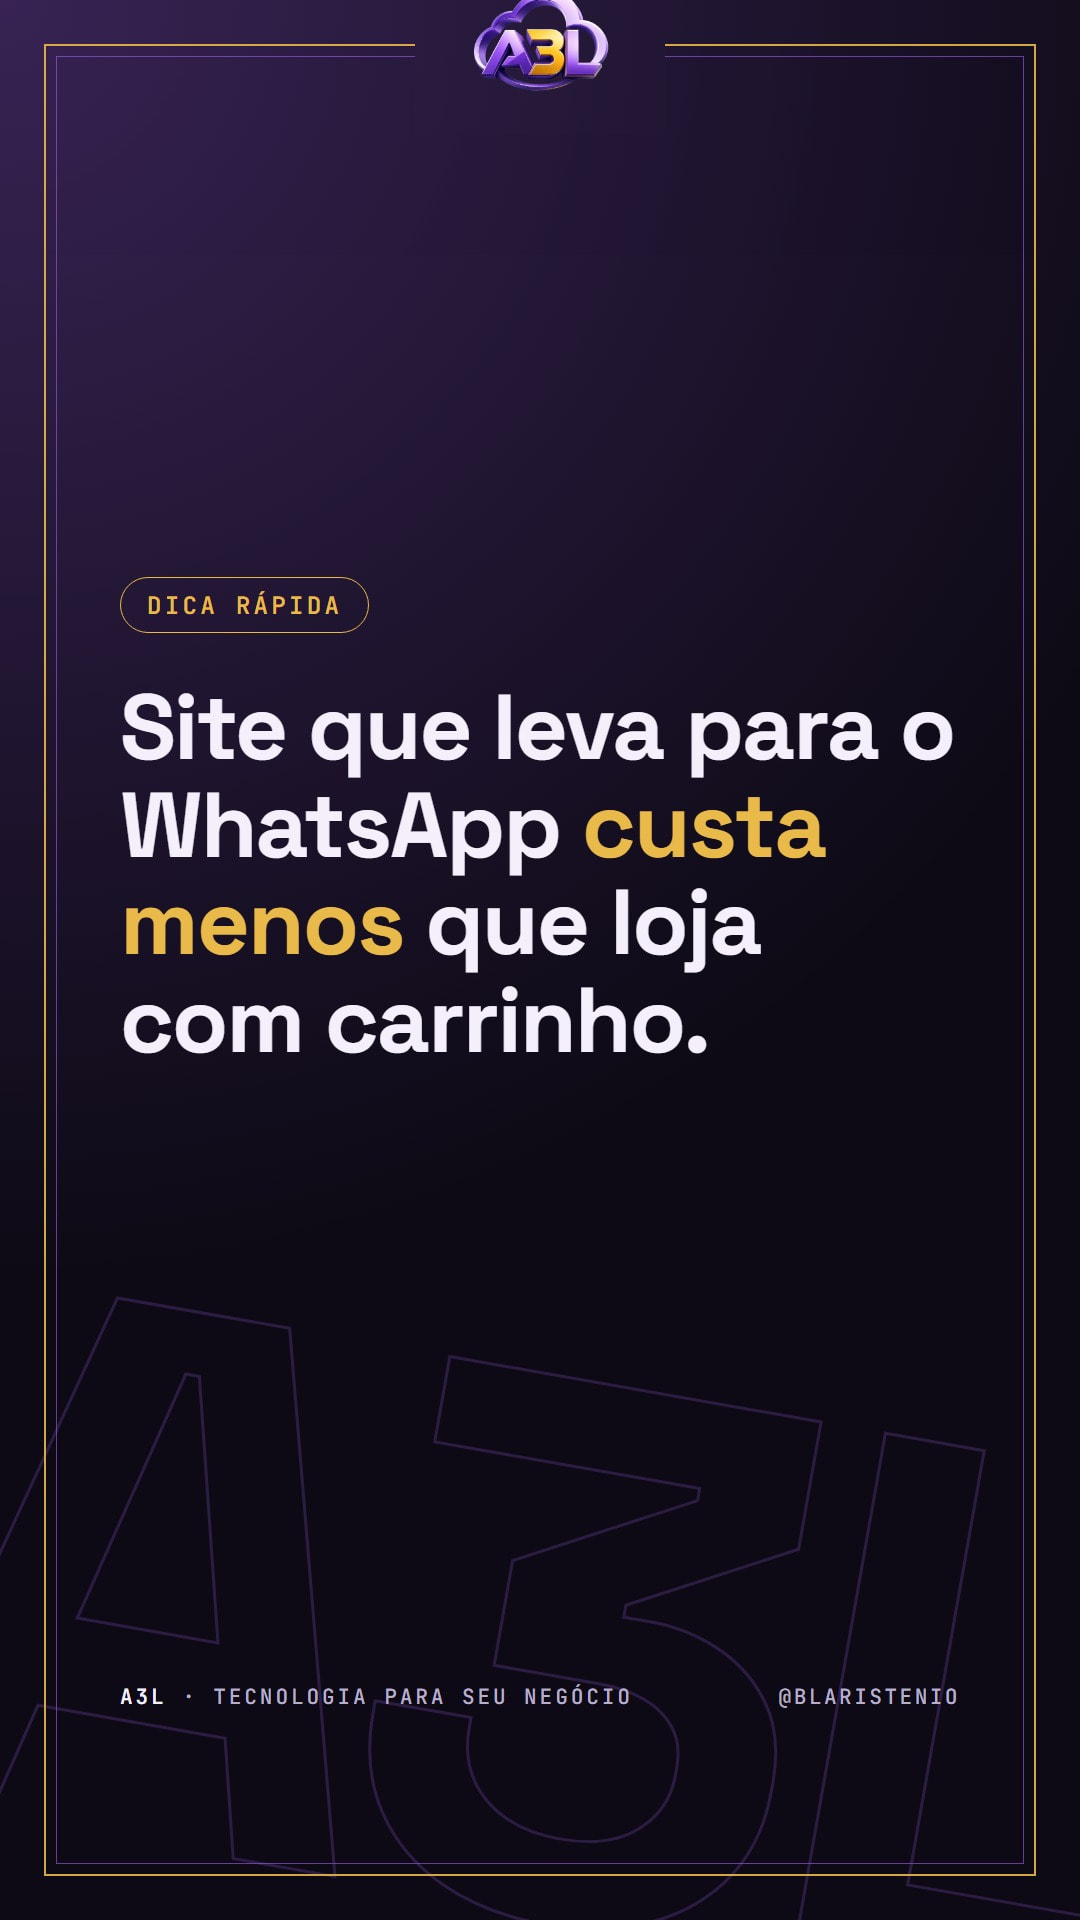 A3L
DICA RÁPIDA
Site que leva para o
WhatsApp custa
menos que loja
com carrinho.
A3L
A3L · TECNOLOGIA PARA SEU NEGÓCIO @BLARISTENIO